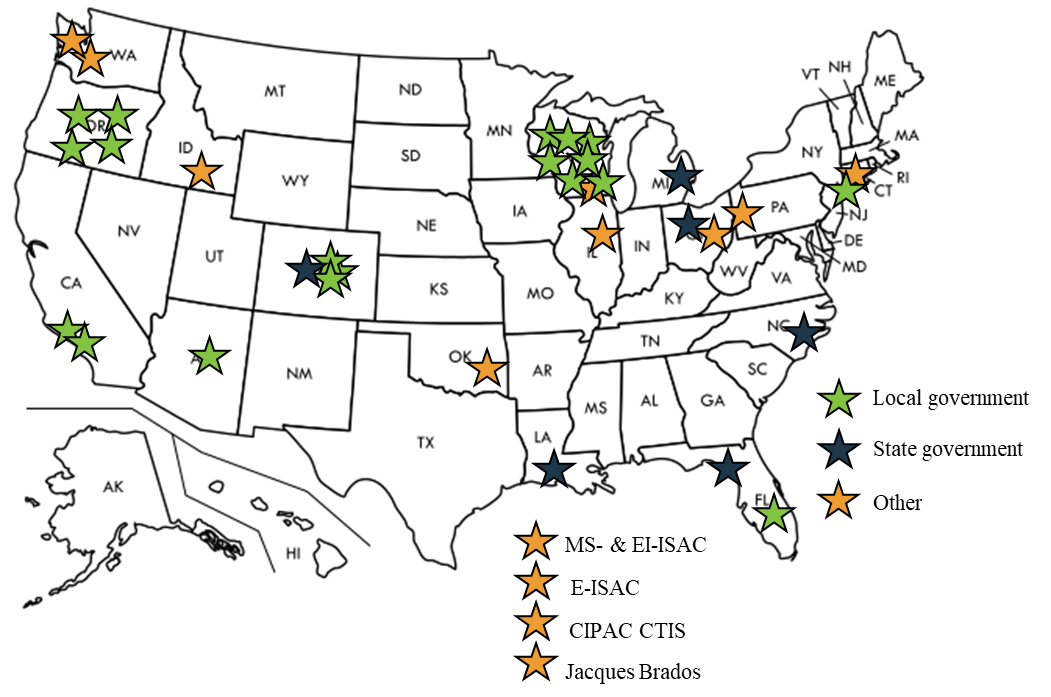 WA
MT
ND
MN
VT
NH
ME
MA
NY
RI
CT
OR
ID
SD
WY
MI
PA
NJ
DE
MD
NV
UT
NE
IA
IL
IN
WV
VA
CA
KS
MO
KY
NC
TN
SC
OK
AR
NM
MS
AL
GA
TX
LA
FL
AK
HI
Local government
State government
Other
MS- & EI-ISAC
E-ISAC
CIPAC CTIS
Jacques Brados